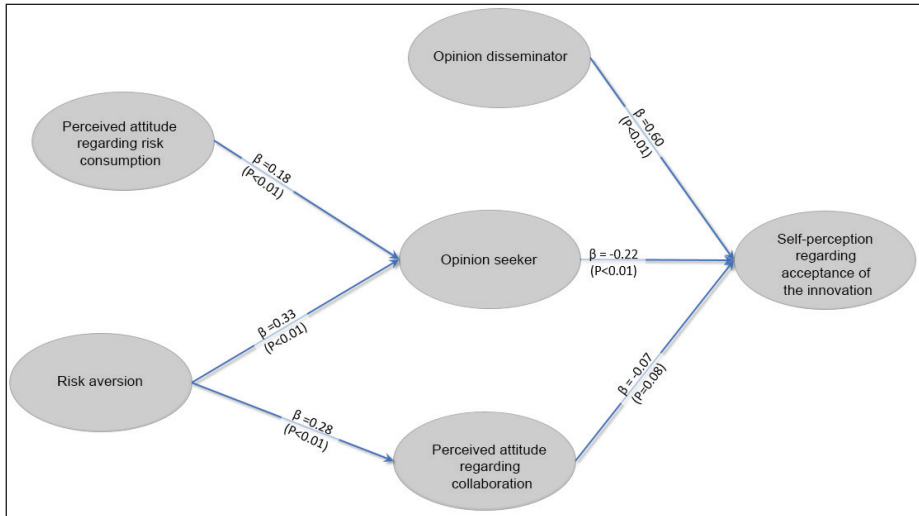 Opinion disseminator
Perceived attitude
regarding risk
consumption
β =0.60
(P<0.01)
β =0.18
(P<0.01)
Opinion seeker
β = -0.22
(P<0.01)
Self-perception
regarding
acceptance of
the innovation
β =0.33
(P<0.01)
Risk aversion
β = -0.07
(P=0.08)
β =0.28
(P<0.01)
Perceived attitude
regarding
collaboration